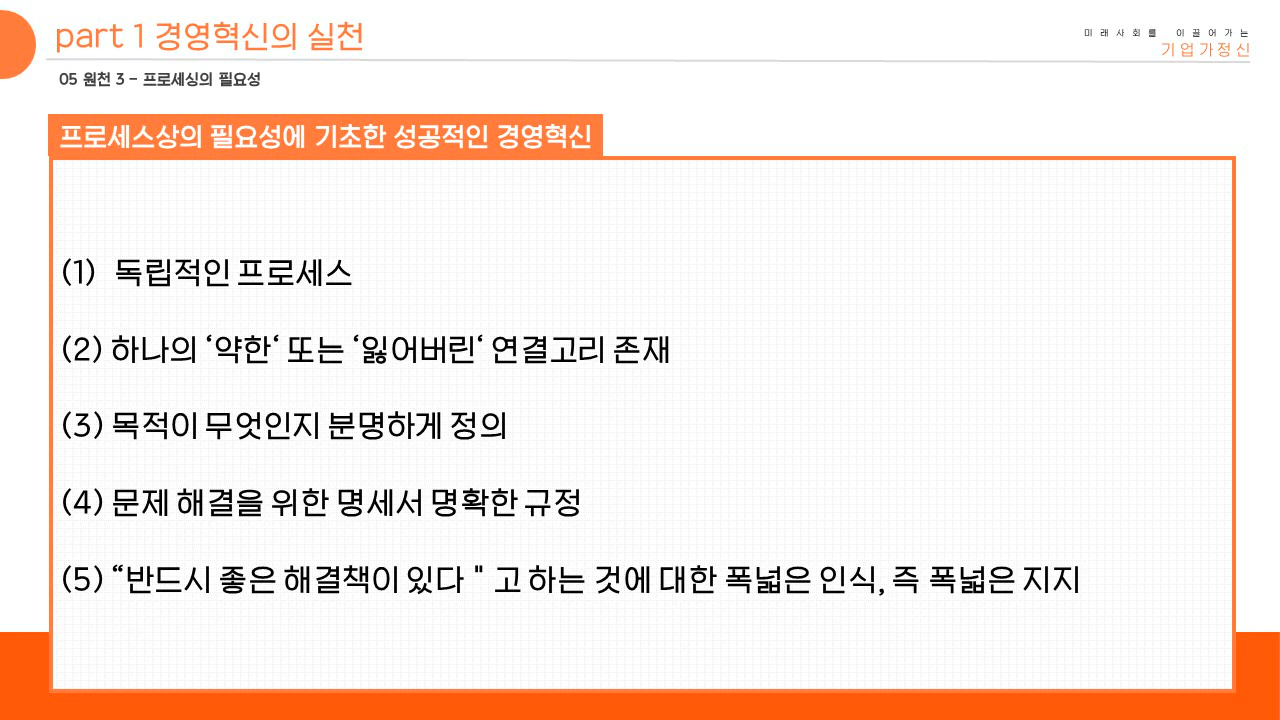 part 1 경영혁신의 실천
미래사회를 이끌어가는
기업가정신
05 원천 3 – 프로세싱의 필요성
프로세스상의 필요성에 기초한 성공적인 경영혁신
(1) 독립적인 프로세스
(2) 하나의 ‘약한‘ 또는 ‘잃어버린‘ 연결고리 존재
(3) 목적이 무엇인지 분명하게 정의
(4) 문제 해결을 위한 명세서 명확한 규정
(5) “반드시 좋은 해결책이 있다 " 고 하는 것에 대한 폭넓은 인식, 즉 폭넓은 지지